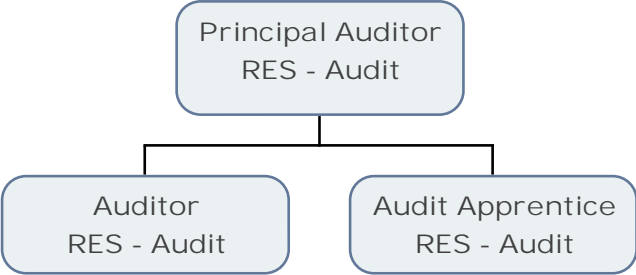 Principal Auditor
RES - Audit
Auditor
RES - Audit
Audit Apprentice
RES - Audit